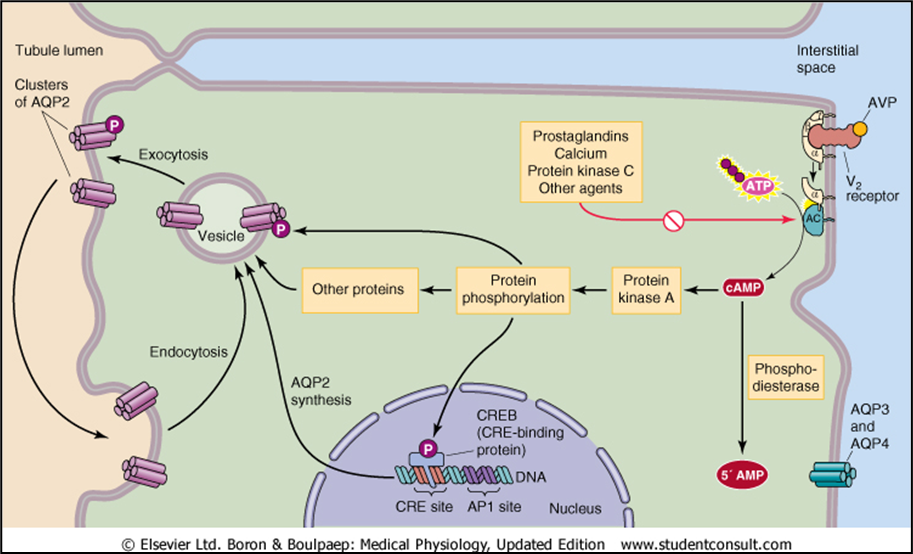 Tubule lumen
Clusters
of AQP2
P
Exocytosis
Vesicle
P
Endocytosis
Other proteins
AQP2
synthesis
Protein
phosphorylation
Protein
kinase A
Prostaglandins
Calcium
Protein kinase C
Other agents
ATP
Interstitial
space
AVP
α
α
V2
receptor
AC
cAMP
Phospho-
diesterase
5´ AMP
AQP3
and
AQP4
CREB
(CRE-binding
protein)
P
DNA
CRE site
AP1 site
Nucleus
© Elsevier Ltd. Boron & Boulpaep: Medical Physiology, Updated Edition www.studentconsult.com